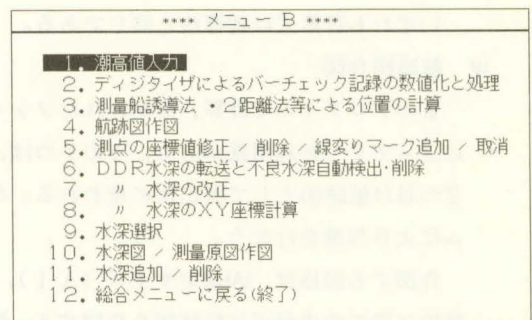 **** メニュー B ****
1. 潮高値入力
2. ディジタイザによるバーチェック記録の数値化と処理
3. 測量船誘導法 ・2距離法等による位置の計算
4. 航跡図作図
5. 測点の座標値修正 / 削除 / 線変りマーク追加 / 取消
6. DDR水深の転送と不良水深自動検出・削除
7. 〃 水深の改正
8. 〃 水深のXY座標計算
9. 水深選択
10. 水深図 / 測量原図作図
11. 水深追加 / 削除
12. 総合メニューに戻る(終了)